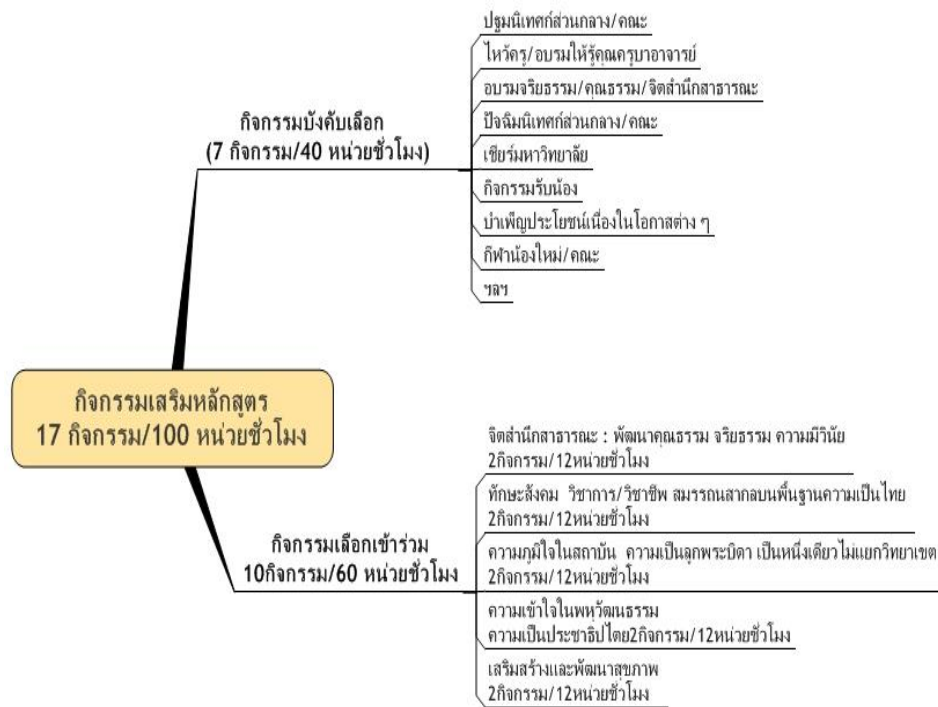 ปฐมนิเทศก์ส่วนกลาง/คณะ
ไหว้ครู/อบรมให้รู้คุณครูบาอาจารย์
อบรมจริยธรรม/คุณธรรม/จิตสำนึกสาธารณะ
ปัจฉิมนิเทศก์ส่วนกลาง/คณะ
เชียร์มหาวิทยาลัย
กิจกรรมรับน้อง
บำเพ็ญประโยชน์เนื่องในโอกาสต่าง ๆ
กีฬาน้องใหม่/คณะ
ฯลฯ
กิจกรรมบังคับเลือก
(7 กิจกรรม/40 หน่วยชั่วโมง)
กิจกรรมเสริมหลักสูตร
17 กิจกรรม/100 หน่วยชั่วโมง
กิจกรรมเลือกเข้าร่วม
10กิจกรรม/60 หน่วยชั่วโมง
จิตสำนึกสาธารณะ : พัฒนาคุณธรรม จริยธรรม ความมีวินัย
2กิจกรรม/12หน่วยชั่วโมง
ทักษะสังคม วิชาการ/วิชาชีพ สมรรถนสากลบนพื้นฐานความเป็นไทย
2กิจกรรม/12หน่วยชั่วโมง
ความภูมิใจในสถาบัน ความเป็นลูกพระบิดา เป็นหนึ่งเดียวไม่แยกวิทยาเขต
2กิจกรรม/12หน่วยชั่วโมง
ความเข้าใจในพหุวัฒนธรรม
ความเป็นประชาธิปไตย2กิจกรรม/12หน่วยชั่วโมง
เสริมสร้างและพัฒนาสุขภาพ
2กิจกรรม/12หน่วยชั่วโมง